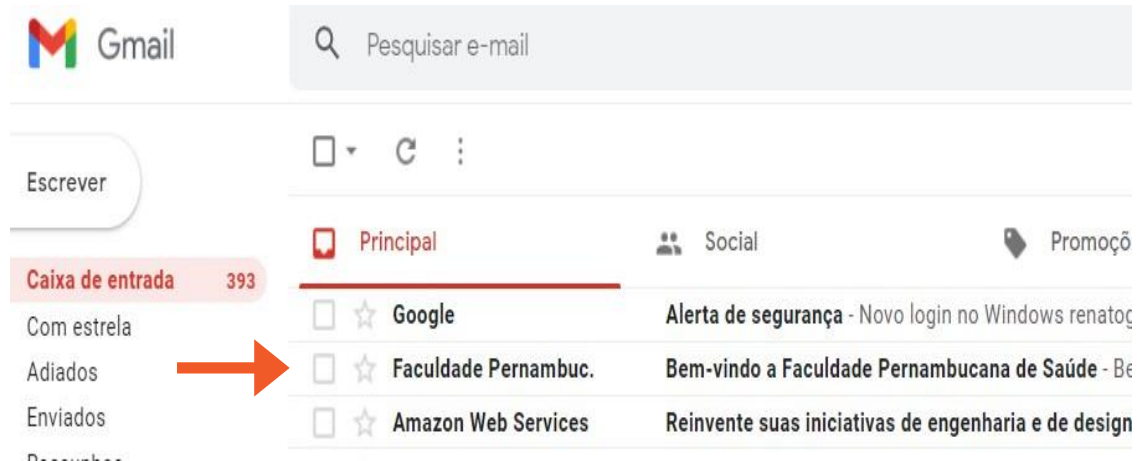 Gmail
Pesquisar e-mail
Escrever
Principal
Social
Promoçõ
Caixa de entrada 393
Com estrela
Adiados
Enviados
Google Alerta de segurança - Novo login no Windows renatog
Faculdade Pernambuc. Bem-vindo a Faculdade Pernambucana de Saúde - Be
Amazon Web Services Reinvente suas iniciativas de engenharia e de design